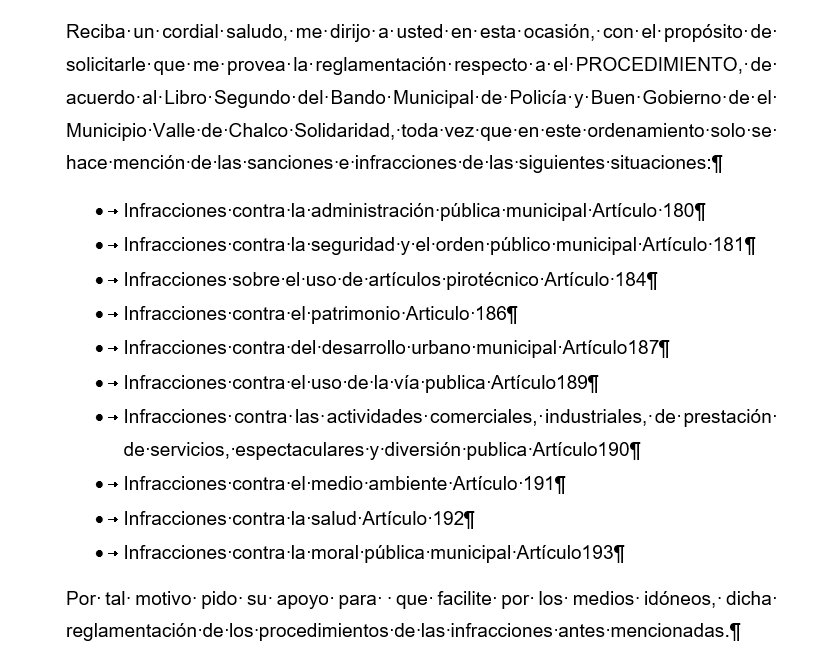 Reciba un cordial saludo, me dirijo a usted en esta ocasión, con el propósito de
solicitarle que me provea la reglamentación respecto a el PROCEDIMIENTO, de
acuerdo al Libro Segundo del Bando Municipal de Policía y Buen Gobierno de el
Municipio Valle de Chalco Solidaridad, toda vez que en este ordenamiento solo se
hace mención de las sanciones e infracciones de las siguientes situaciones:¶
• → Infracciones contra la administración pública municipal Artículo 180¶
• → Infracciones contra la seguridad y el orden público municipal Artículo 181¶
• → Infracciones sobre el uso de artículos pirotécnico Artículo 184¶
• → Infracciones contra el patrimonio Articulo 186¶
• → Infracciones contra del desarrollo urbano municipal Artículo187¶
• → Infracciones contra el uso de la vía publica Artículo189¶
• → Infracciones contra las actividades comerciales, industriales, de prestación
de servicios, espectaculares y diversión publica Artículo190¶
• → Infracciones contra el medio ambiente Artículo 191¶
• → Infracciones contra la salud Artículo 192¶
• → Infracciones contra la moral pública municipal Artículo193¶
Por tal motivo pido su apoyo para que facilite por los medios idóneos, dicha
reglamentación de los procedimientos de las infracciones antes mencionadas.¶